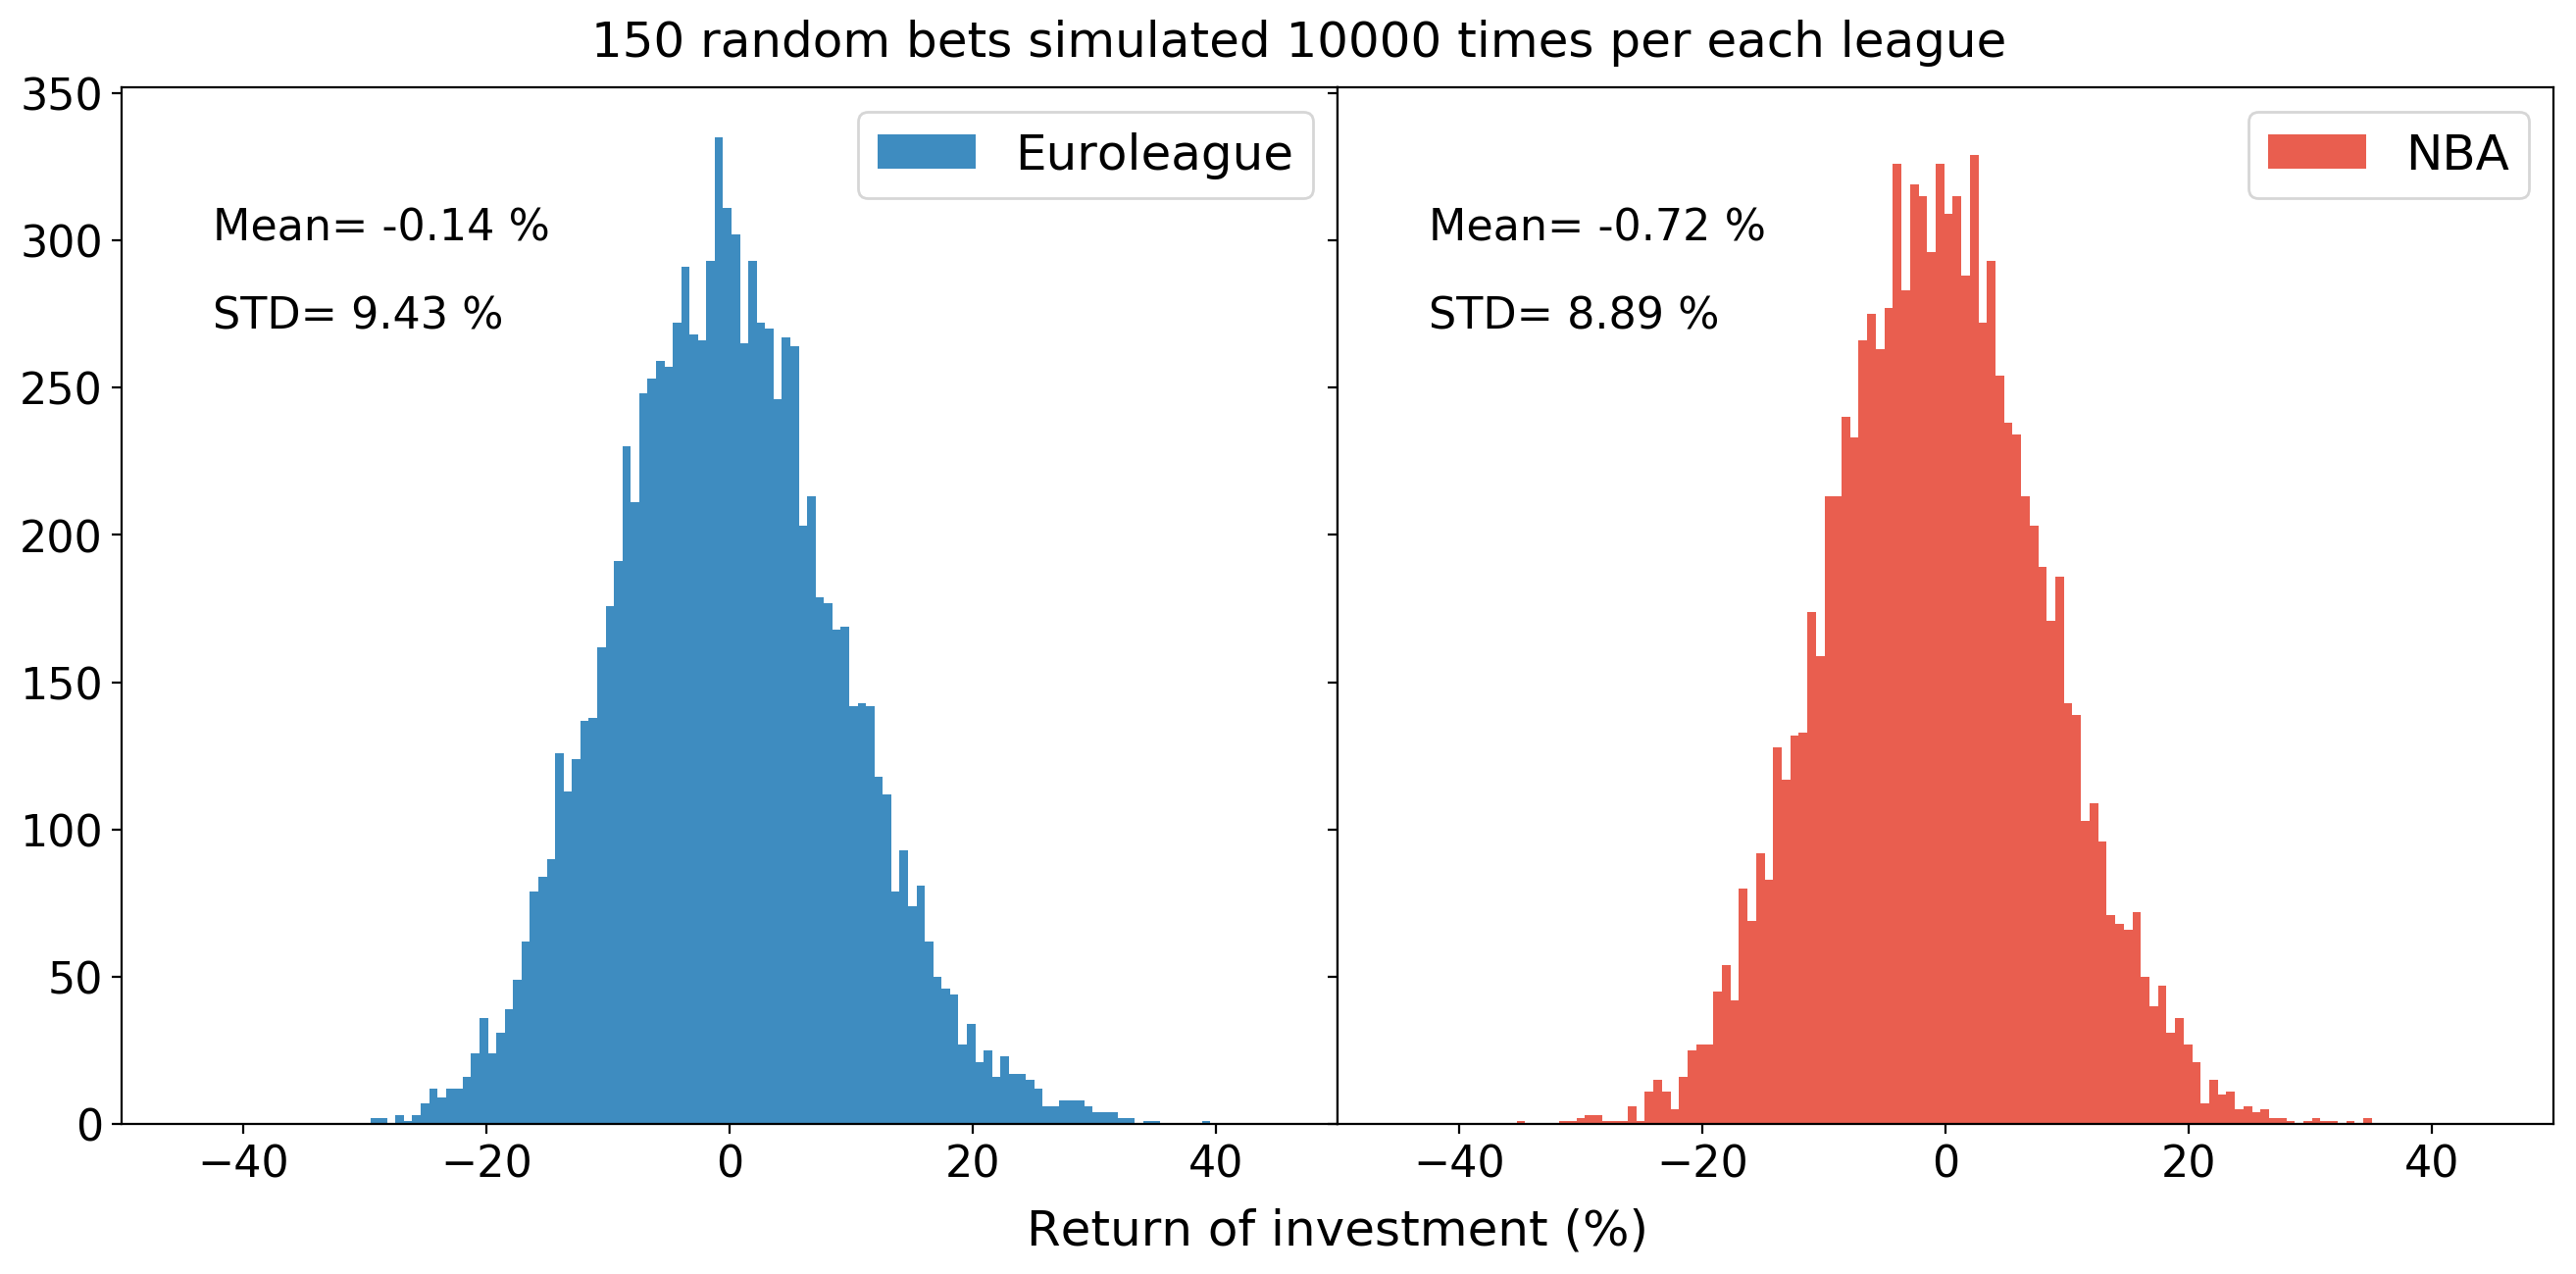 150 random bets simulated 10000 times per each league
350
300
250
200
150
100
50
0
Euroleague
Mean= -0.14 %
STD= 9.43 %
NBA
Mean= -0.72 %
STD= 8.89 %
−40 −20 0 20 40
−40 −20 0 20 40
Return of investment (%)